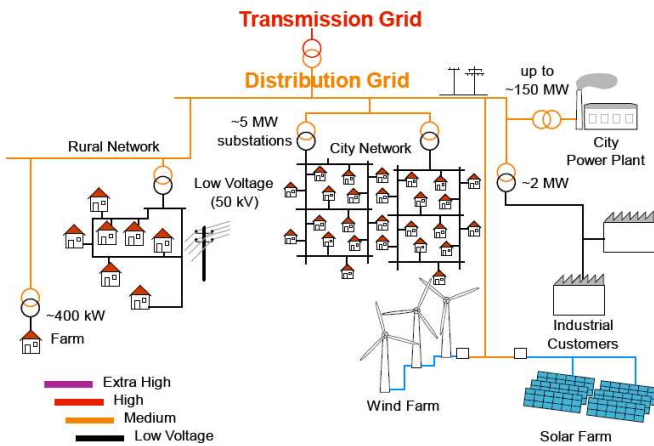 Transmission Grid
Distribution Grid
up to
~150 MW
City
Power Plant
~5 MW
substations
Rural Network
City Network
Low Voltage
(50 kV)
~2 MW
~400 kW
Farm
Industrial
Customers
Wind Farm
Solar Farm
Extra High
High
Medium
Low Voltage